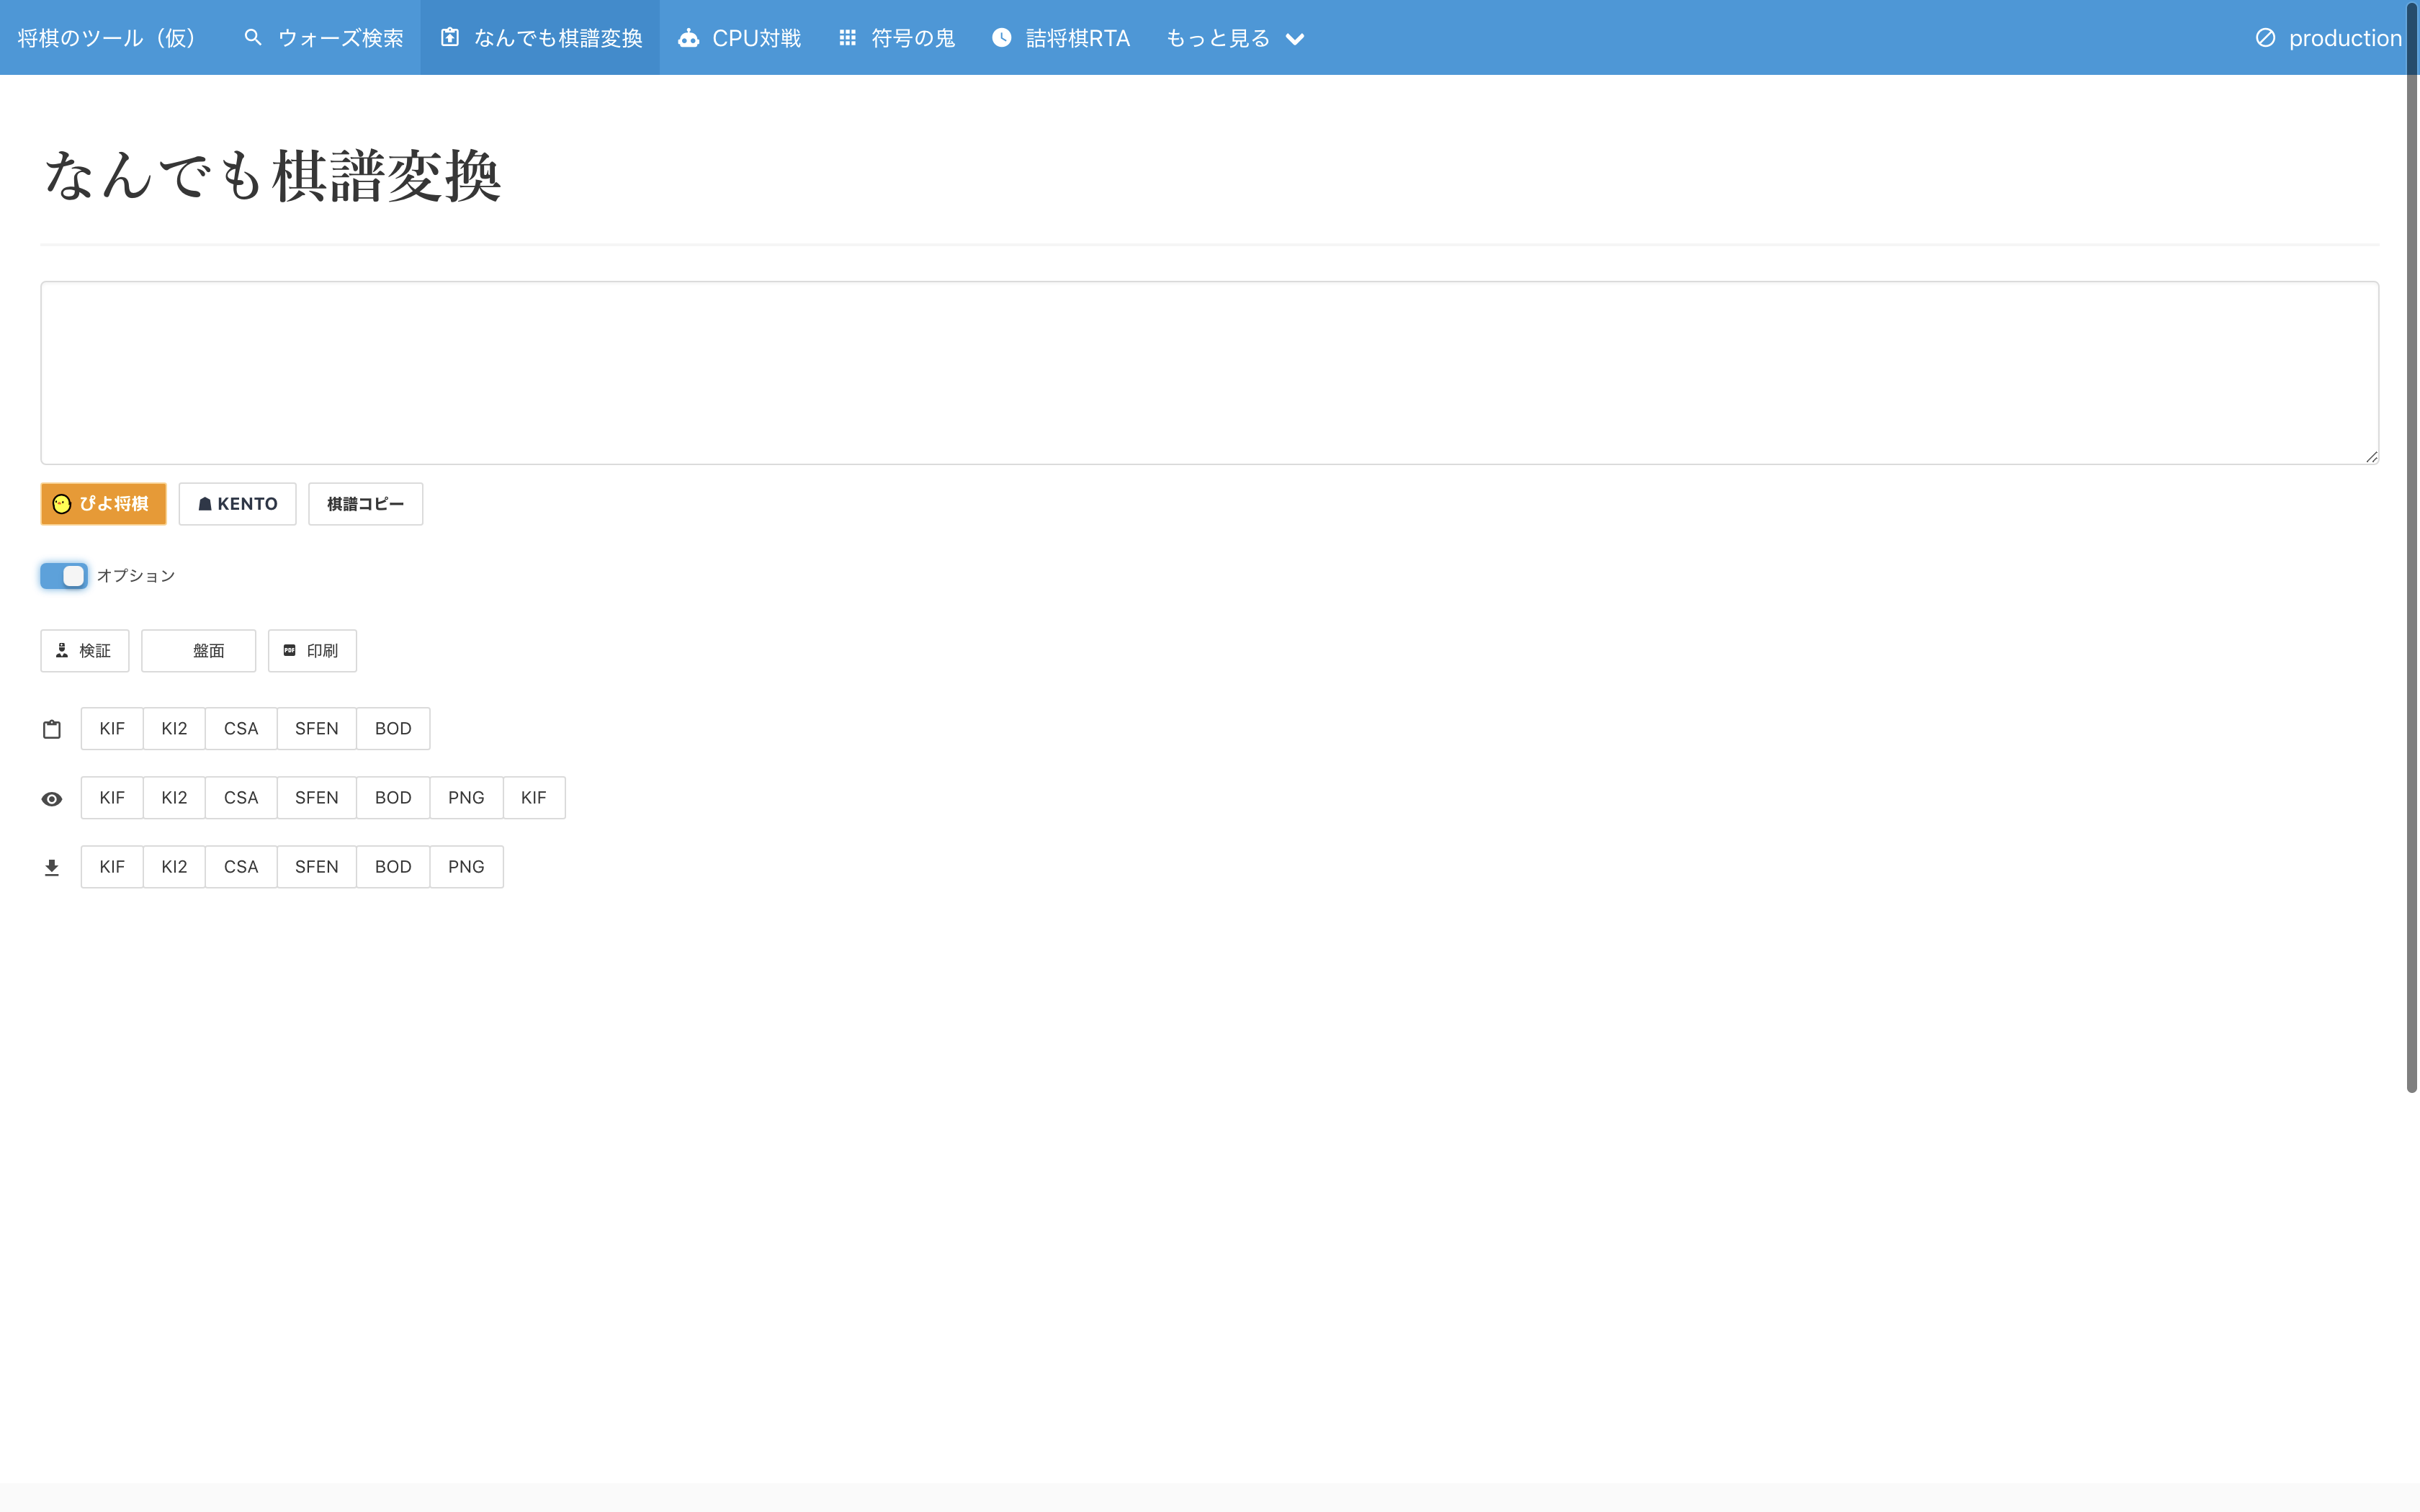 将棋のツール（仮） ウォーズ検索 なんでも棋譜変換 CPU対戦 符号の鬼 詰将棋RTA もっと見る production
なんでも棋譜変換
ぴよ将棋 KENTO 棋譜コピー
オプション
検証 盤面 PDF 印刷
KIF KI2 CSA SFEN BOD
KIF KI2 CSA SFEN BOD PNG KIF
KIF KI2 CSA SFEN BOD PNG